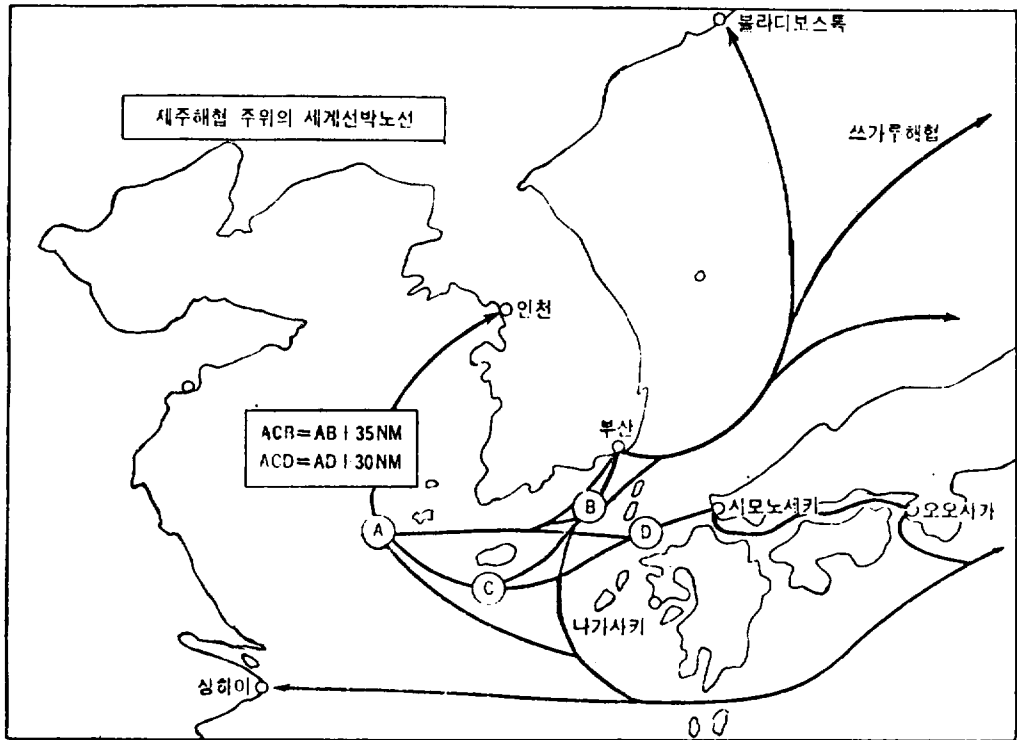 블라디보스톡
제주해협 주위의 세계선박노선
쓰가루해협
인천
ACB=AB+35NM
ACD=AD+30NM
부산
B
시모노세키
오오사카
A
D
C
나가사키
상하이